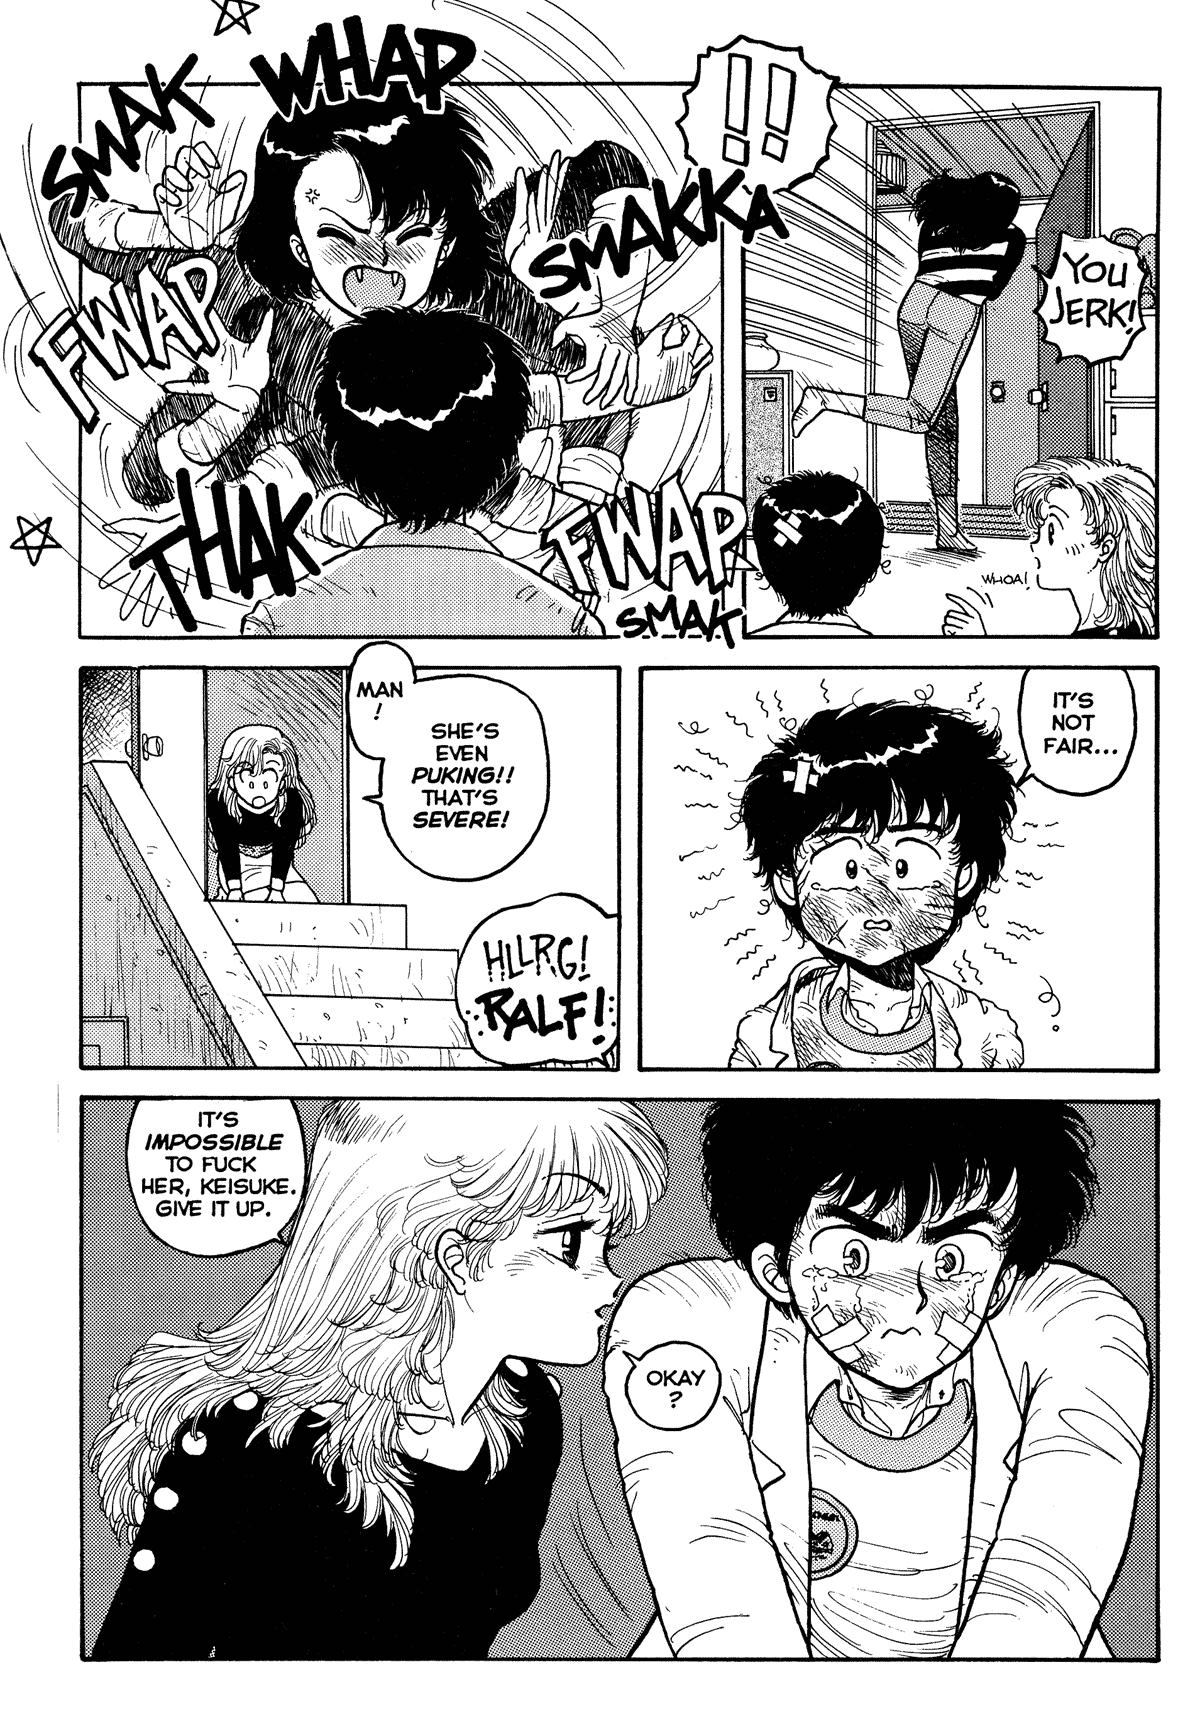 SMAK
WHAP
!!
SMAKKA
FWAP
THAK
FWAP
SMAK
YOU
JERK!
WHOA!
MAN
!
SHE'S
EVEN
PUKING!!
THAT'S
SEVERE!
HLLRG!
RALF!
IT'S
NOT
FAIR...
IT'S
IMPOSSIBLE
TO FUCK
HER, KEISUKE.
GIVE IT UP.
OKAY
?